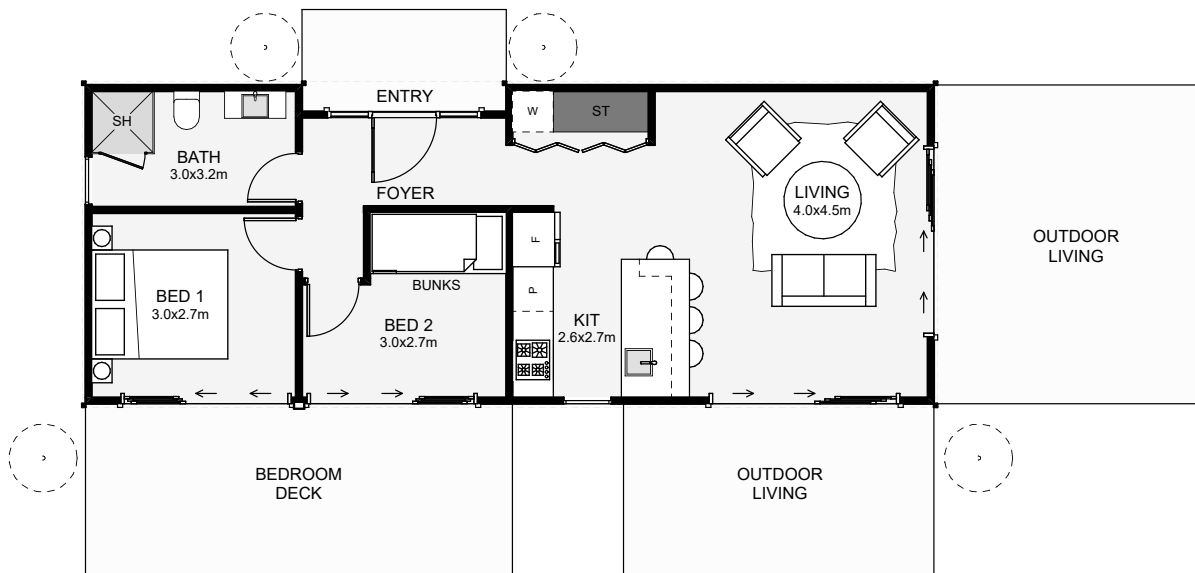 ENTRY
W
ST
SH
BATH
3.0x3.2m
FOYER
LIVING
4.0x4.5m
OUTDOOR
LIVING
F
BUNKS
P
BED 1
3.0x2.7m
BED 2
3.0x2.7m
KIT
2.6x2.7m
BEDROOM
DECK
OUTDOOR
LIVING